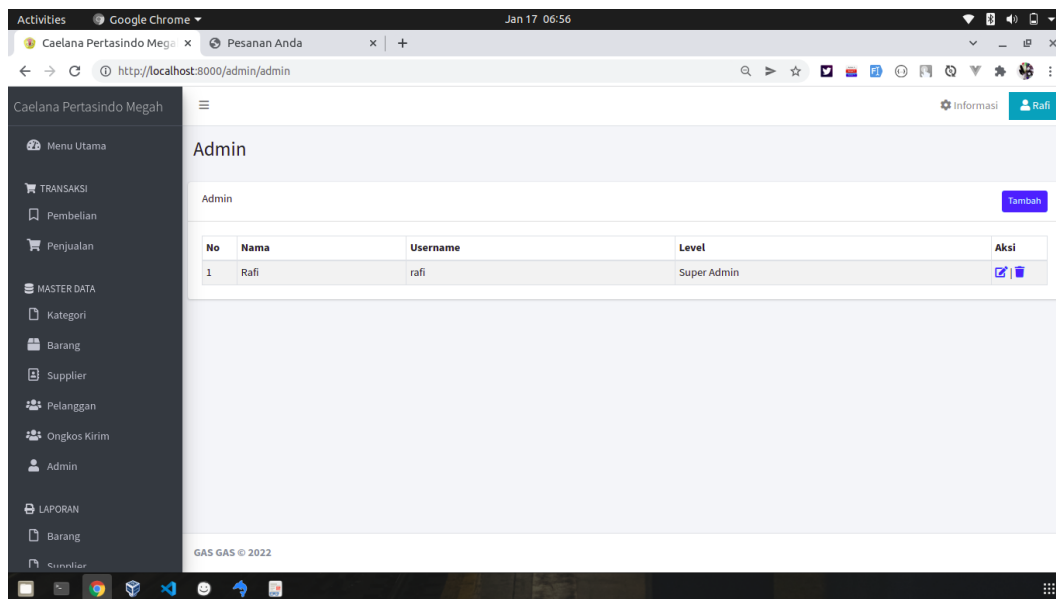 Activities Google Chrome Jan 17 06:56
Caelana Pertasindo Mega Pesanan Anda
http://localhost:8000/admin/admin
Caelana Pertasindo Megah Informasi Rafi
Menu Utama
Admin
TRANSAKSI
Admin Tambah
Pembelian
Penjualan
No Nama Username Level Aksi
1 Rafi rafi Super Admin |
MASTER DATA
Kategori
Barang
Supplier
Pelanggan
Ongkos Kirim
Admin
LAPORAN
Barang
GAS GAS © 2022
Supplier